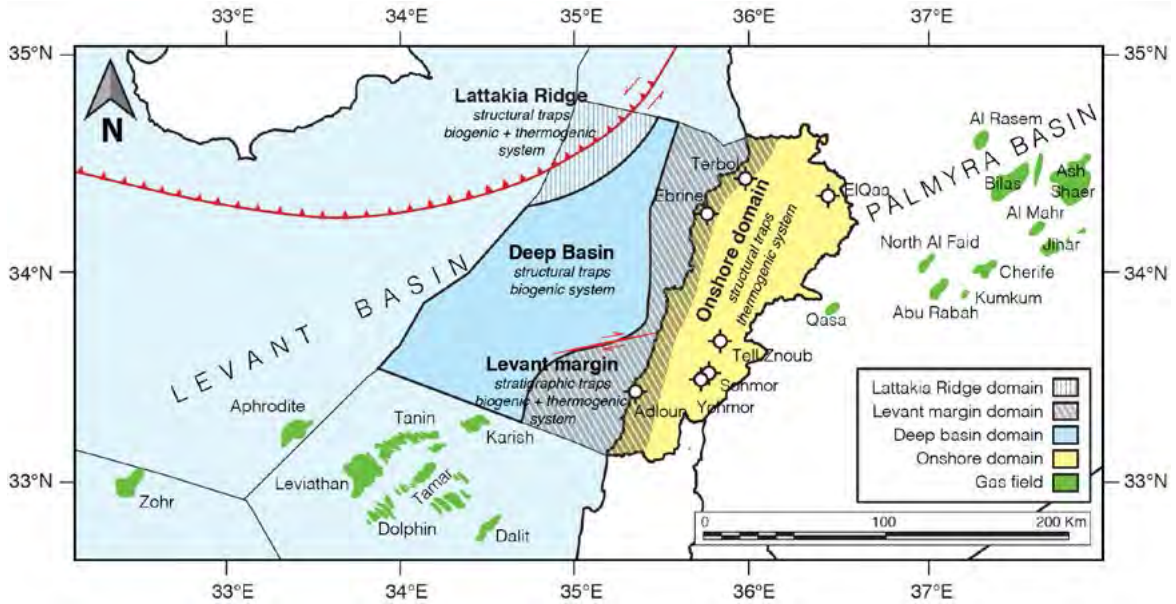 33°E 34°E 35°E 36°E 37°E
35°N
35°N
N
Lattakia Ridge
structural traps
biogenic + thermogenic
system
Al Rasem
Bilas
Ash
Shaer
Al Mahr
Jihar
PALMYRA BASIN
Terbol
Ebrine
ElQaa
North Al Faid
Cherife
Kumkum
Abu Rabah
Qasa
34°N
34°N
Deep Basin
structural traps
biogenic system
Onshore domain
structural traps
thermogenic system
LEVANT BASIN
Levant margin
stratigraphic traps
biogenic + thermogenic
system
Tell Znoub
Sohmor
Yohmor
Adloun
Aphrodite
Tanin
Karish
Leviathan
Tamar
Zohr
Dolphin
Dalit
33°N
33°N
Lattakia Ridge domain
Levant margin domain
Deep basin domain
Onshore domain
Gas field
0 100 200 Km
33°E 34°E 35°E 36°E 37°E